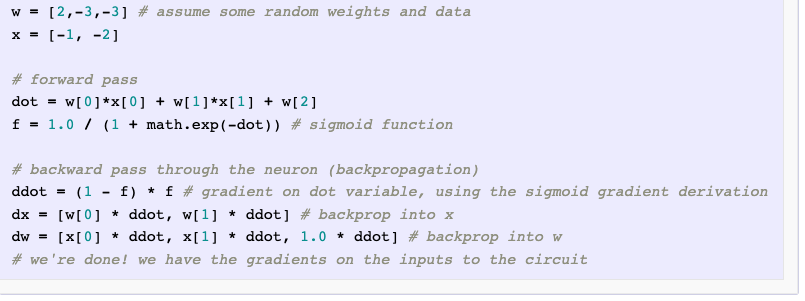 w = [2,-3,-3] # assume some random weights and data
x = [-1, -2]
# forward pass
dot = w[0]*x[0] + w[1]*x[1] + w[2]
f = 1.0 / (1 + math.exp(-dot)) # sigmoid function
# backward pass through the neuron (backpropagation)
ddot = (1 - f) * f # gradient on dot variable, using the sigmoid gradient derivation
dx = [w[0] * ddot, w[1] * ddot] # backprop into x
dw = [x[0] * ddot, x[1] * ddot, 1.0 * ddot] # backprop into w
# we're done! we have the gradients on the inputs to the circuit